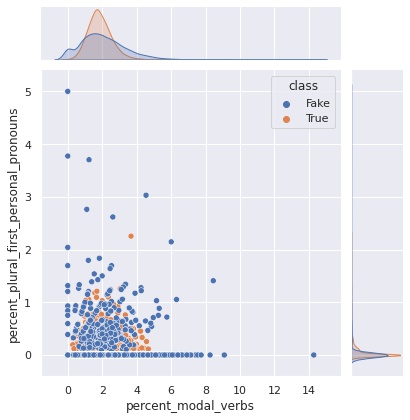 class
Fake
True
5
4
3
2
1
0
percent_plural_first_personal_pronouns
0 2 4 6 8 10 12 14
percent_modal_verbs